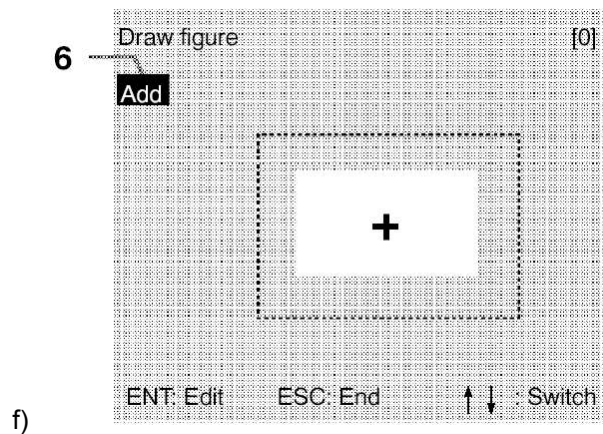 Draw figure [0]
6
Add
+
ENT: Edit ESC: End ↑ ↓ : Switch
f)